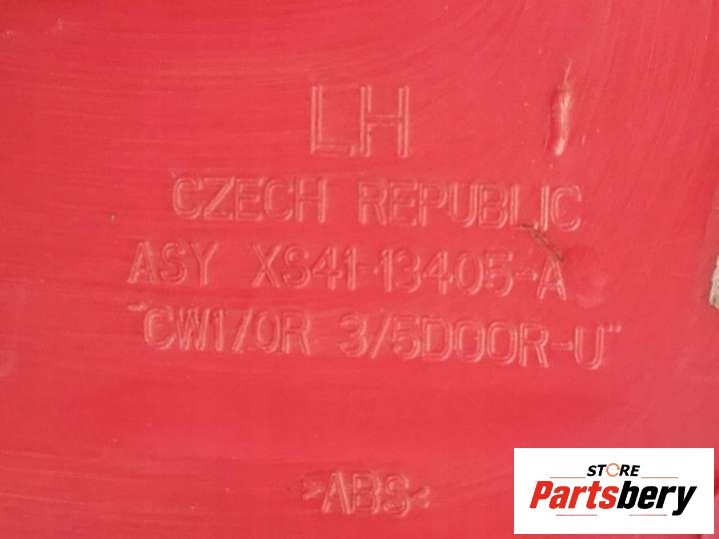 LH
CZECH REPUBLIC
ASY XS41-13405-A
"CW170R 3/5DOOR-U"
>ABS<
STORE
Partsbery